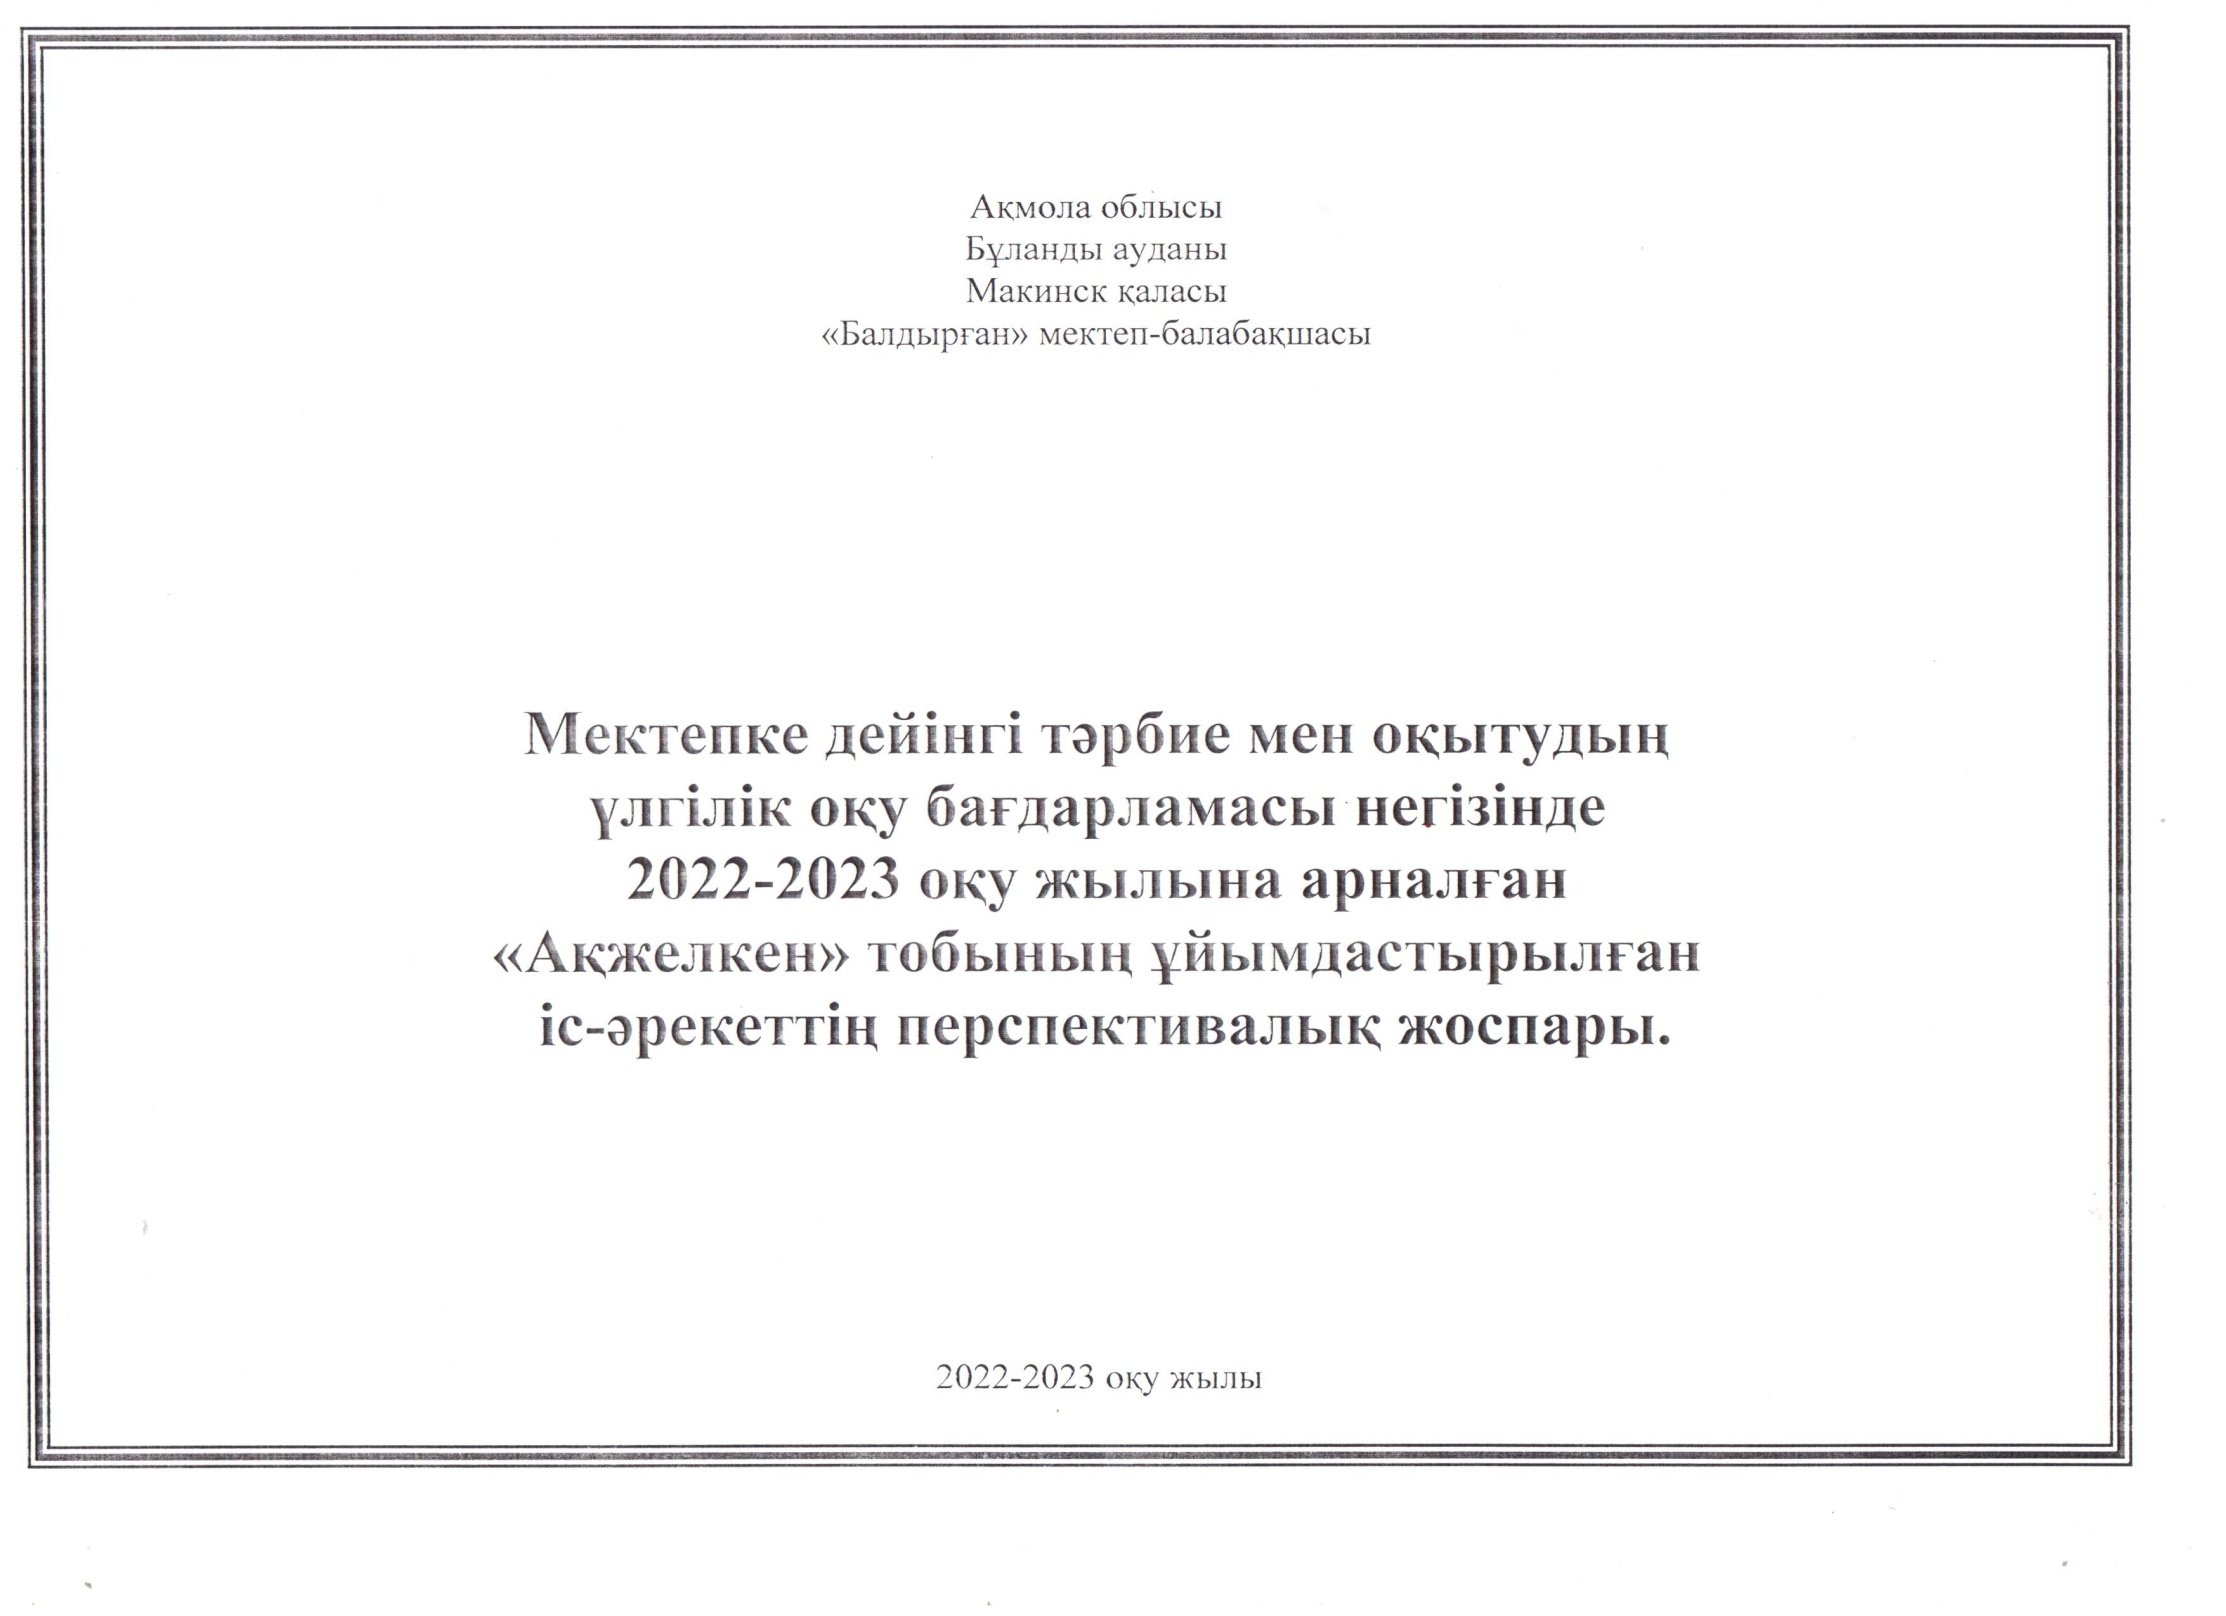 Ақмола облысы
Бұланды ауданы
Макинск қаласы
«Балдырған» мектеп-балабақшасы
Мектепке дейінгі тәрбие мен оқытудың
үлгілік оқу бағдарламасы негізінде
2022-2023 оқу жылына арналған
«Ақжелкен» тобының ұйымдастырылған
іс-әрекеттің перспективалық жоспары.
2022-2023 оқу жылы